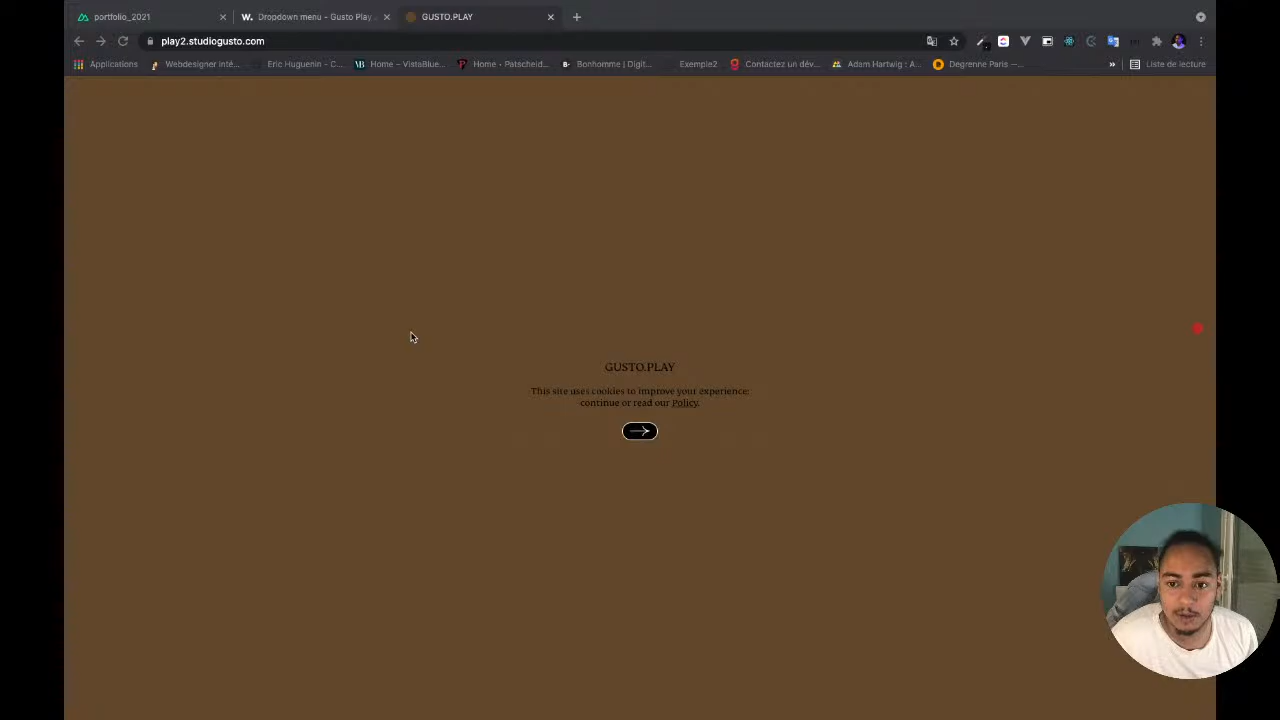 portfolio_2021
W. Dropdown menu - Gusto Play ..
GUSTO.PLAY
play2.studiogusto.com
Applications
Webdesigner inté...
Eric Huguenin - C...
Home – VistaBlue...
Home - Patscheid...
B- Bonhomme | Digit...
Exemple2
Contactez un dév...
Adam Hartwig : A...
Degrenne Paris –...
»
Liste de lecture
GUSTO.PLAY
This site uses cookies to improve your experience:
continue or read our Policy.